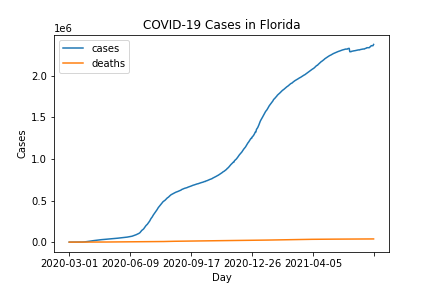 COVID-19 Cases in Florida
1e6
cases
deaths
2.0
1.5
1.0
0.5
0.0
Cases
2020-03-01 2020-06-09 2020-09-17 2020-12-26 2021-04-05
Day